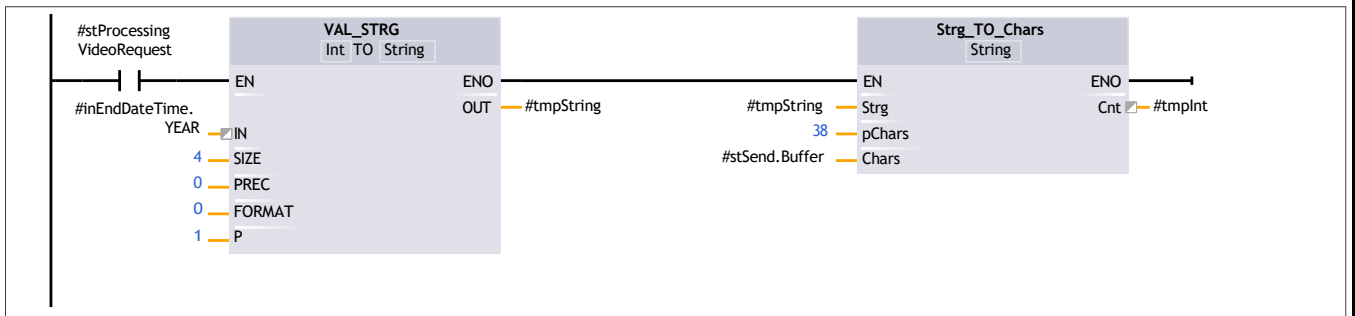 #stProcessing
VideoRequest
VAL_STRG
Int TO String
Strg_TO_Chars
String
EN ENO
EN ENO
#inEndDateTime.
YEAR IN
OUT #tmpString
#tmpString Strg
Cnt #tmpInt
38 pChars
4 SIZE
#stSend.Buffer Chars
0 PREC
0 FORMAT
1 P